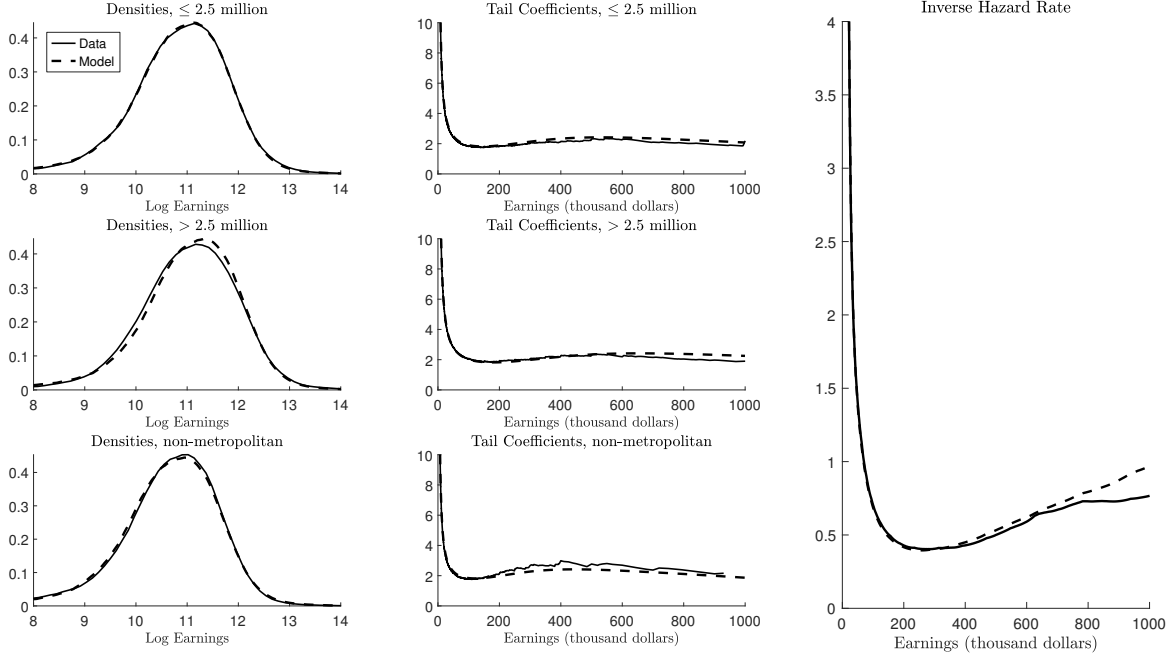 Densities, ≤ 2.5 million
0.4
0.3
0.2
0.1
0
Data
Model
8 9 10 11 12 13 14
Log Earnings
Tail Coefficients, ≤ 2.5 million
10
8
6
4
2
0
0 200 400 600 800 1000
Earnings (thousand dollars)
Densities, > 2.5 million
0.4
0.3
0.2
0.1
0
8 9 10 11 12 13 14
Log Earnings
Tail Coefficients, > 2.5 million
10
8
6
4
2
0
0 200 400 600 800 1000
Earnings (thousand dollars)
Densities, non-metropolitan
0.4
0.3
0.2
0.1
0
8 9 10 11 12 13 14
Log Earnings
Tail Coefficients, non-metropolitan
10
8
6
4
2
0
0 200 400 600 800 1000
Earnings (thousand dollars)
Inverse Hazard Rate
4
3.5
3
2.5
2
1.5
1
0.5
0
0 200 400 600 800 1000
Earnings (thousand dollars)